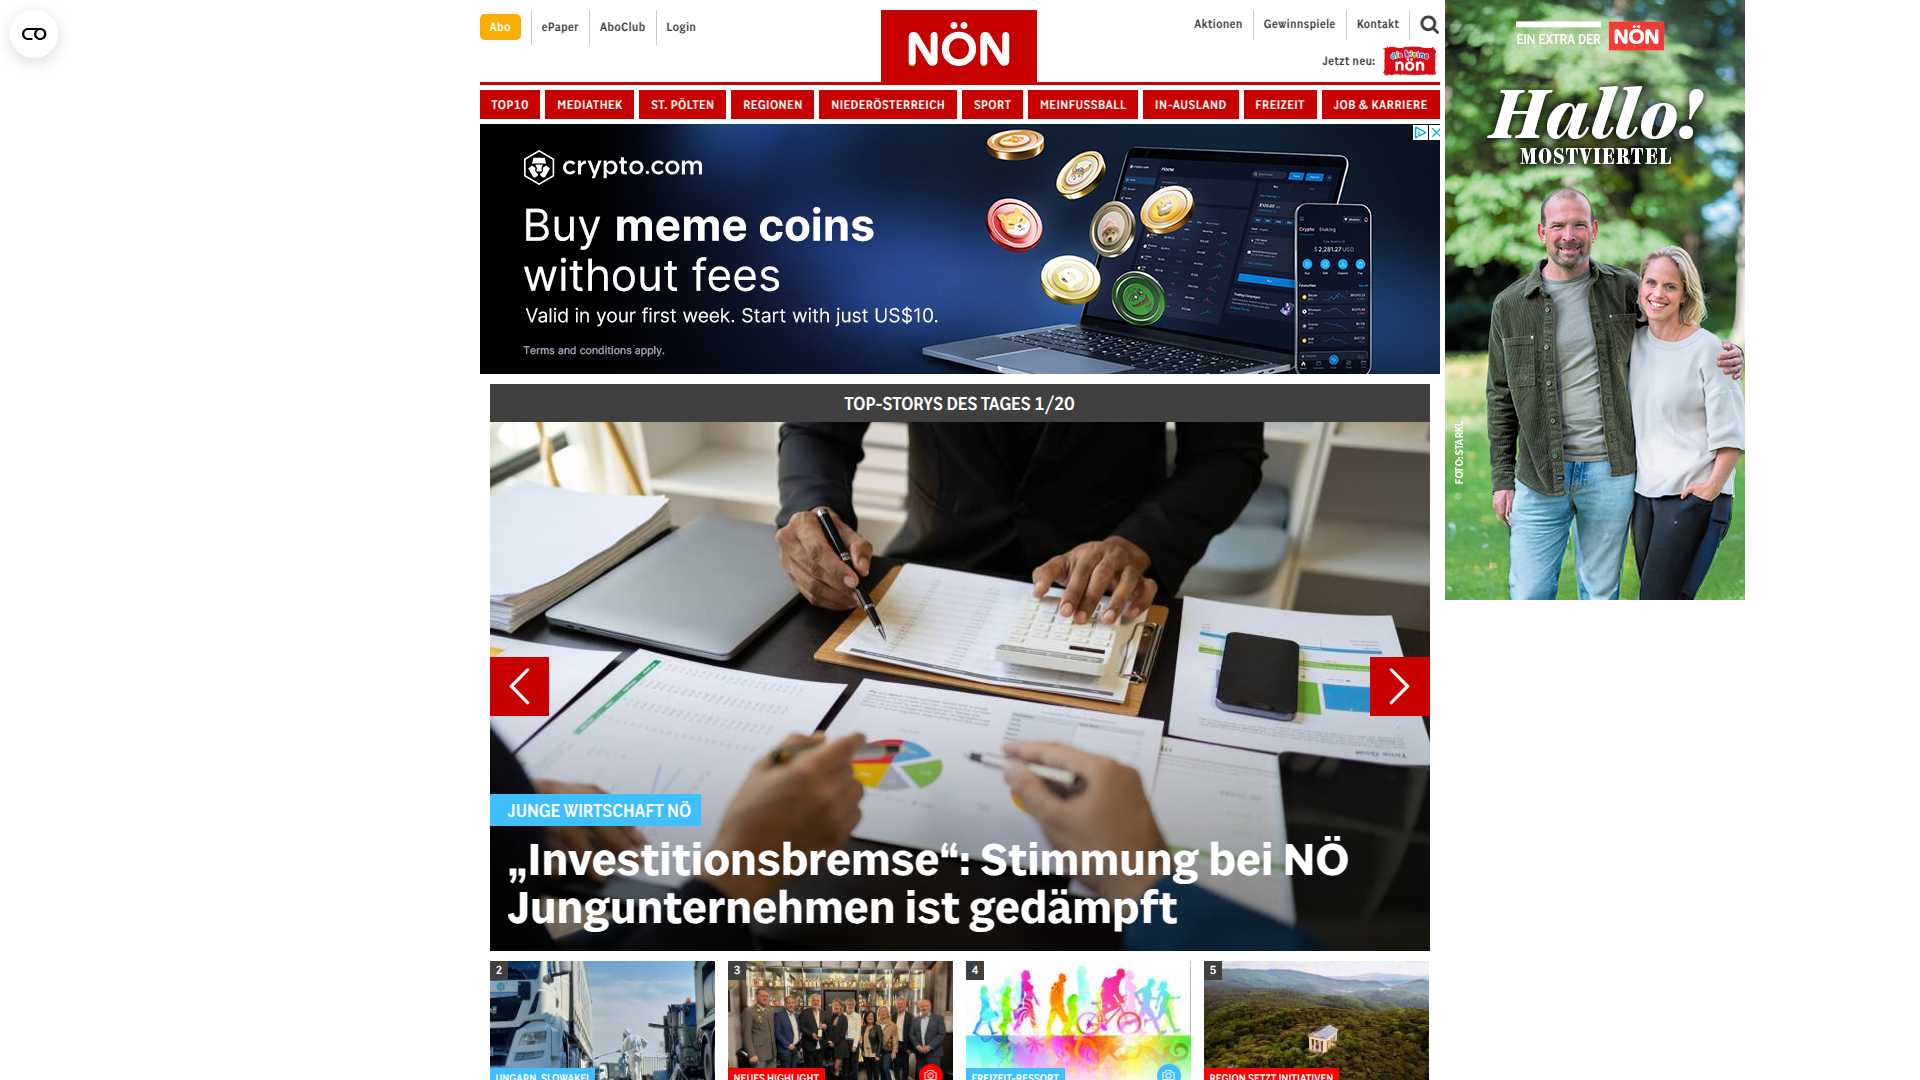 Abo
ePaper
AboClub
Login
NÖN
Aktionen
Gewinnspiele
Kontakt
Jetzt neu:
die kleine
nön
TOP10
MEDIATHEK
ST. PÖLTEN
REGIONEN
NIEDERÖSTERREICH
SPORT
MEINFUSSBALL
IN-AUSLAND
FREIZEIT
JOB & KARRIERE
crypto.com
Buy meme coins
without fees
Valid in your first week. Start with just US$10.
Terms and conditions apply.
EIN EXTRA DER NÖN
Hallo!
MOSTVIERTEL
FOTO: STARKL
TOP-STORYS DES TAGES 1/20
JUNGE WIRTSCHAFT NÖ
„Investitionsbremse“: Stimmung bei NÖ
Jungunternehmen ist gedämpft
2
3
4
5
UNGARN, SLOWAKEI
NEUES HIGHLIGHT
FREIZEIT-RESSORT
REGION SETZT INITIATIVEN